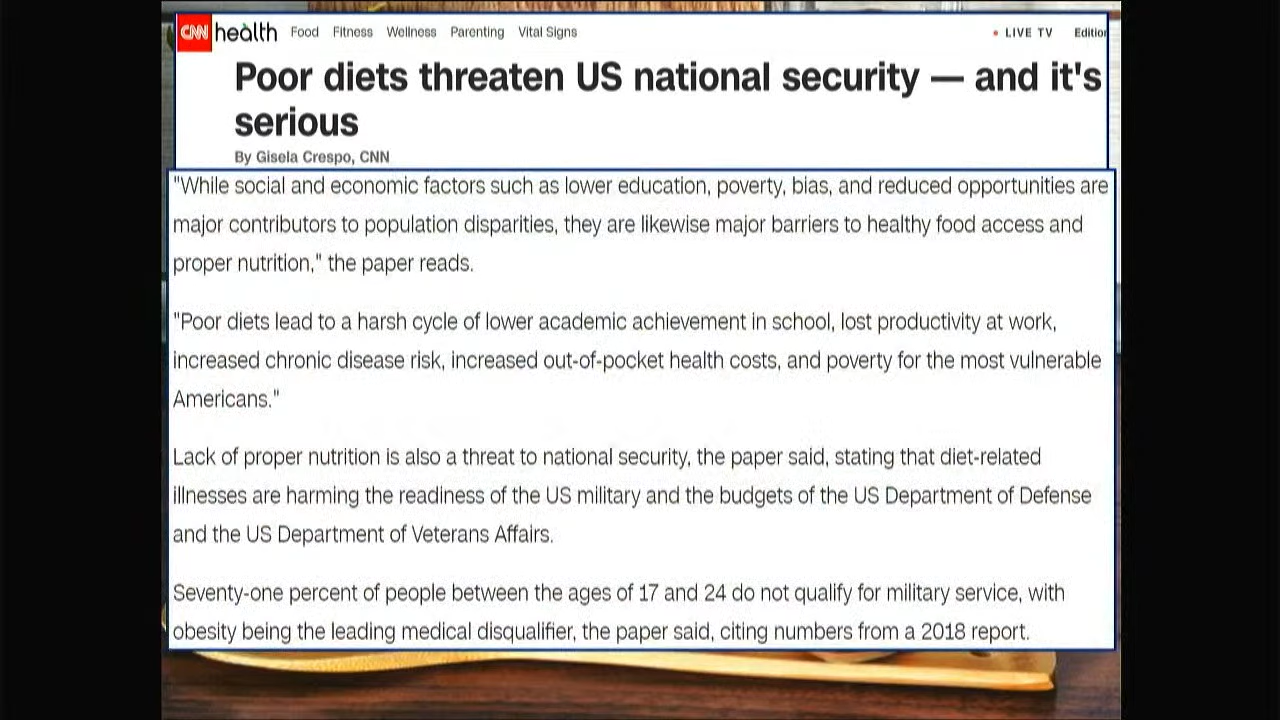 CNN health Food Fitness Wellness Parenting Vital Signs LIVE TV
Poor diets threaten US national security — and it's
serious
By Gisela Crespo, CNN
"While social and economic factors such as lower education, poverty, bias, and reduced opportunities are
major contributors to population disparities, they are likewise major barriers to healthy food access and
proper nutrition," the paper reads.
"Poor diets lead to a harsh cycle of lower academic achievement in school, lost productivity at work,
increased chronic disease risk, increased out-of-pocket health costs, and poverty for the most vulnerable
Americans."
Lack of proper nutrition is also a threat to national security, the paper said, stating that diet-related
illnesses are harming the readiness of the US military and the budgets of the US Department of Defense
and the US Department of Veterans Affairs.
Seventy-one percent of people between the ages of 17 and 24 do not qualify for military service, with
obesity being the leading medical disqualifier, the paper said, citing numbers from a 2018 report.